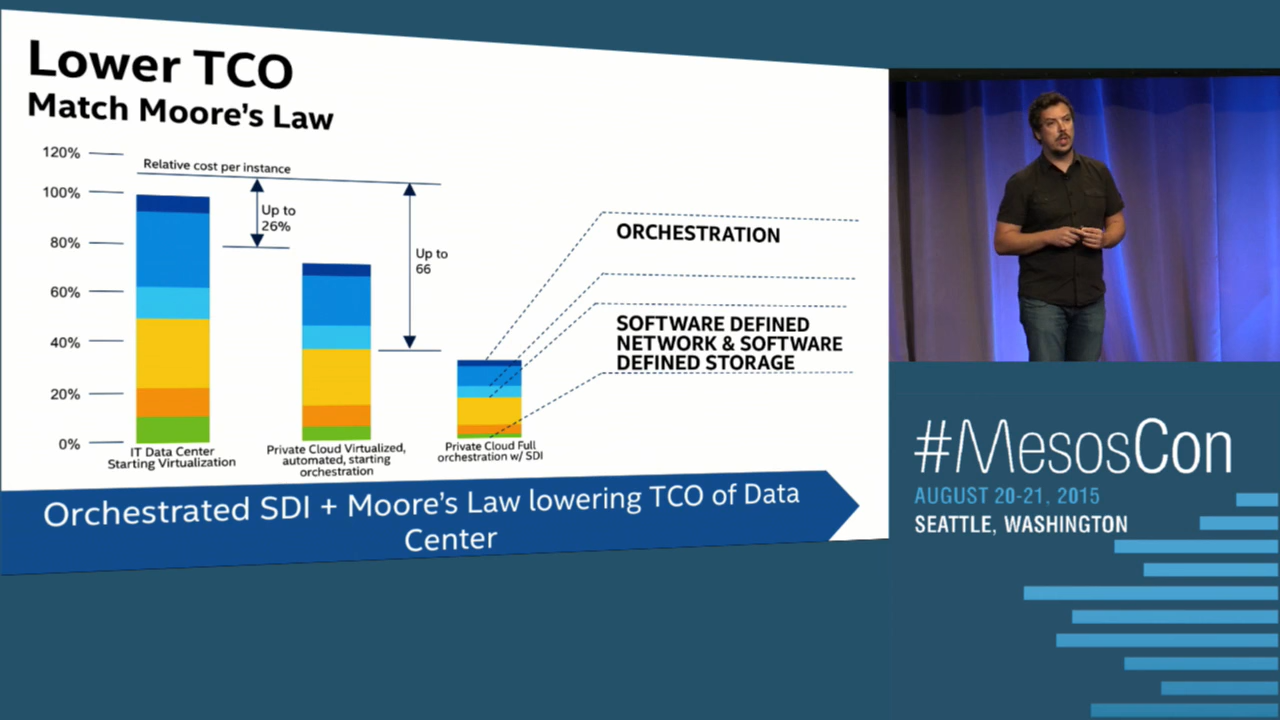 Lower TCO
Match Moore's Law
120%
100%
80%
60%
40%
20%
0%
Relative cost per instance
Up to
26%
Up to
66
IT Data Center
Starting Virtualization
Private Cloud Virtualized,
automated, starting
orchestration
Private Cloud Full
orchestration w/ SDI
ORCHESTRATION
SOFTWARE DEFINED
NETWORK & SOFTWARE
DEFINED STORAGE
Orchestrated SDI + Moore's Law lowering TCO of Data
Center
#MesosCon
AUGUST 20-21, 2015
SEATTLE, WASHINGTON